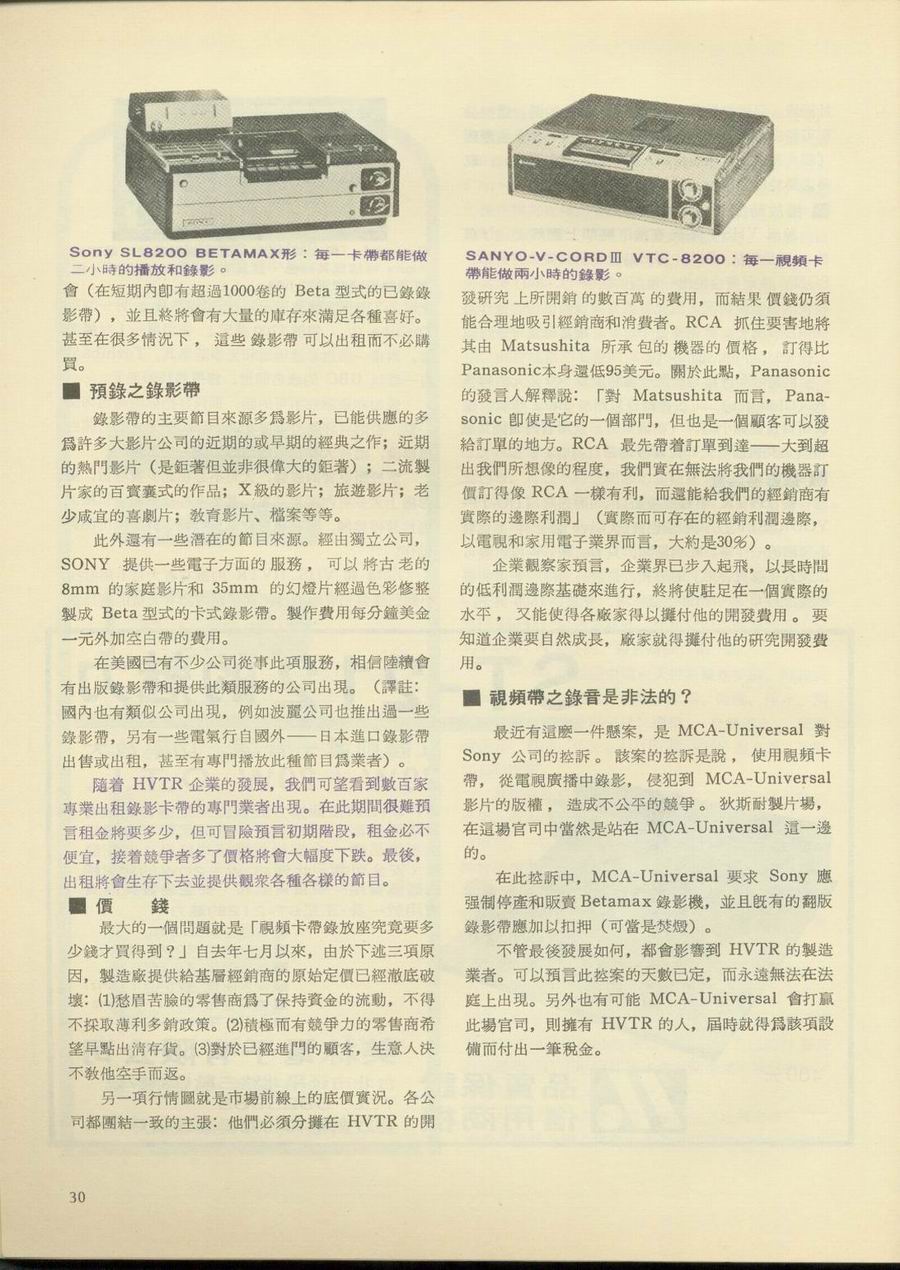 Sony SL8200 BETAMAX形：每一卡帶都能做
二小時的播放和錄影。
會（在短期內卽有超過1000卷的 Beta 型式的已錄錄
影帶），並且終將會有大量的庫存來滿足各種喜好。
甚至在很多情況下，這些 錄影帶 可以出租而不必購
買。
■ 預錄之錄影帶
錄影帶的主要節目來源多爲影片，已能供應的多
爲許多大影片公司的近期的或早期的經典之作；近期
的熱門影片（是鉅著但並非很偉大的鉅著）；二流製
片家的百寶囊式的作品；X級的影片；旅遊影片；老
少咸宜的喜劇片；教育影片、檔案等等。
此外還有一些潛在的節目來源。經由獨立公司，
SONY 提供一些電子方面的 服務，可以 將古 老的
8mm 的家庭影片和 35mm 的幻燈片經過色彩修整
製成 Beta 型式的卡式錄影帶。製作費用每分鐘美金
一元外加空白帶的費用。
在美國已有不少公司從事此項服務，相信陸續會
有出版錄影帶和提供此類服務的公司出現。（譯註：
國內也有類似公司出現，例如波麗公司也推出過一些
錄影帶，另有一些電氣行自國外——日本進口錄影帶
出售或出租，甚至有專門播放此種節目爲業者）。
隨着 HVTR 企業的發展，我們可望看到數百家
專業出租錄影卡帶的專門業者出現。在此期間很難預
言租金將要多少，但可冒險預言初期階段，租金必不
便宜，接着競爭者多了價格將會大幅度下跌。最後，
出租將會生存下去並提供觀衆各種各樣的節目。
■ 價　錢
最大的一個問題就是「視頻卡帶錄放座究竟要多
少錢才買得到？」自去年七月以來，由於下述三項原
因，製造廠提供給基層經銷商的原始定價已經澈底破
壞：⑴愁眉苦臉的零售商爲了保持資金的流動，不得
不採取薄利多銷政策。⑵積極而有競爭力的零售商希
望早點出清存貨。⑶對於已經進門的顧客，生意人決
不教他空手而返。
另一項行情圖就是市場前線上的底價實況。各公
司都團結一致的主張：他們必須分攤在 HVTR 的開
SANYO-V-CORDⅢ VTC-8200：每一視頻卡
帶能做兩小時的錄影。
發研究 上所開銷 的數百萬 的費用，而結果 價錢仍須
能合理地吸引經銷商和消費者。RCA 抓住要害地將
其由 Matsushita 所承 包的 機器的 價格，訂得比
Panasonic本身還低95美元。關於此點，Panasonic
的發言人解釋說：「對 Matsushita 而言，Pana-
sonic 卽使是它的一個部門，但也是一個顧客可以發
給訂單的地方。RCA 最先帶着訂單到達——大到超
出我們所想像的程度，我們實在無法將我們的機器訂
價訂得像 RCA 一樣有利，而還能給我們的經銷商有
實際的邊際利潤」（實際而可存在的經銷利潤邊際，
以電視和家用電子業界而言，大約是30％）。
企業觀察家預言，企業界已步入起飛，以長時間
的低利潤邊際基礎來進行，終將使駐足在一個實際的
水平，又能使得各廠家得以攤付他的開發費用。要
知道企業要自然成長，廠家就得攤付他的研究開發費
用。
■ 視頻帶之錄音是非法的？
最近有這麽一件懸案，是 MCA-Universal 對
Sony 公司的控訴。該案的控訴是說，使用視頻卡
帶，從電視廣播中錄影，侵犯到 MCA-Universal
影片的版權，造成不公平的競爭。狄斯耐製片場，
在這場官司中當然是站在 MCA-Universal 這一邊
的。
在此控訴中，MCA-Universal 要求 Sony 應
强制停產和販賣 Betamax 錄影機，並且旣有的翻版
錄影帶應加以扣押（可當是焚燬）。
不管最後發展如何，都會影響到 HVTR 的製造
業者。可以預言此控案的天數已定，而永遠無法在法
庭上出現。另外也有可能 MCA-Universal 會打贏
此場官司，則擁有 HVTR 的人，屆時就得爲該項設
備而付出一筆稅金。
30